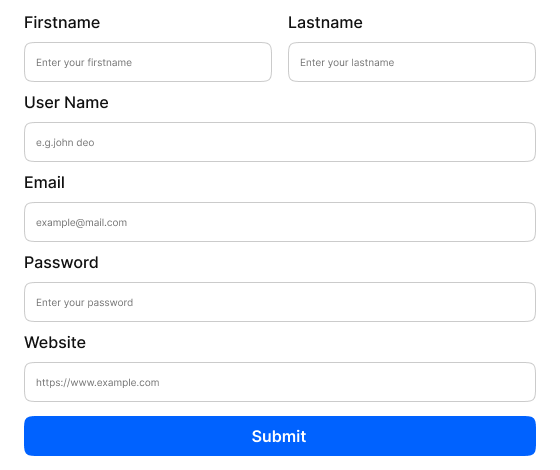 Firstname Lastname
Enter your firstname Enter your lastname
User Name
e.g.john deo
Email
example@mail.com
Password
Enter your password
Website
https://www.example.com
Submit